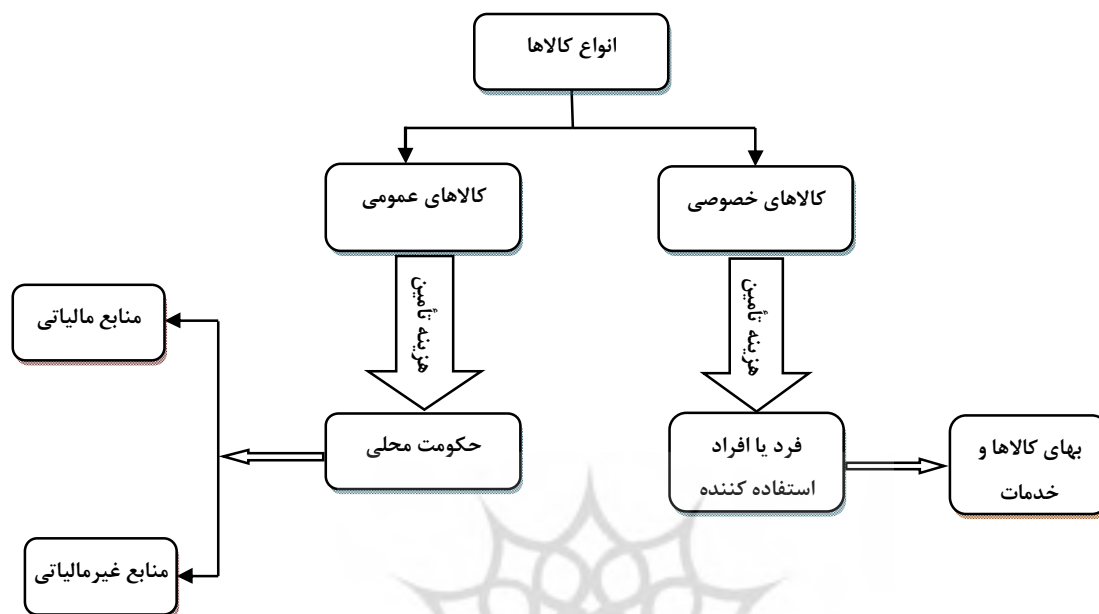 انواع کالاها
کالاهای خصوصی
کالاهای عمومی
هزینه تأمین
هزینه تأمین
منابع مالیاتی
فرد یا افراد
استفاده کننده
حکومت محلی
بهای کالاها و
خدمات
منابع غیرمالیاتی